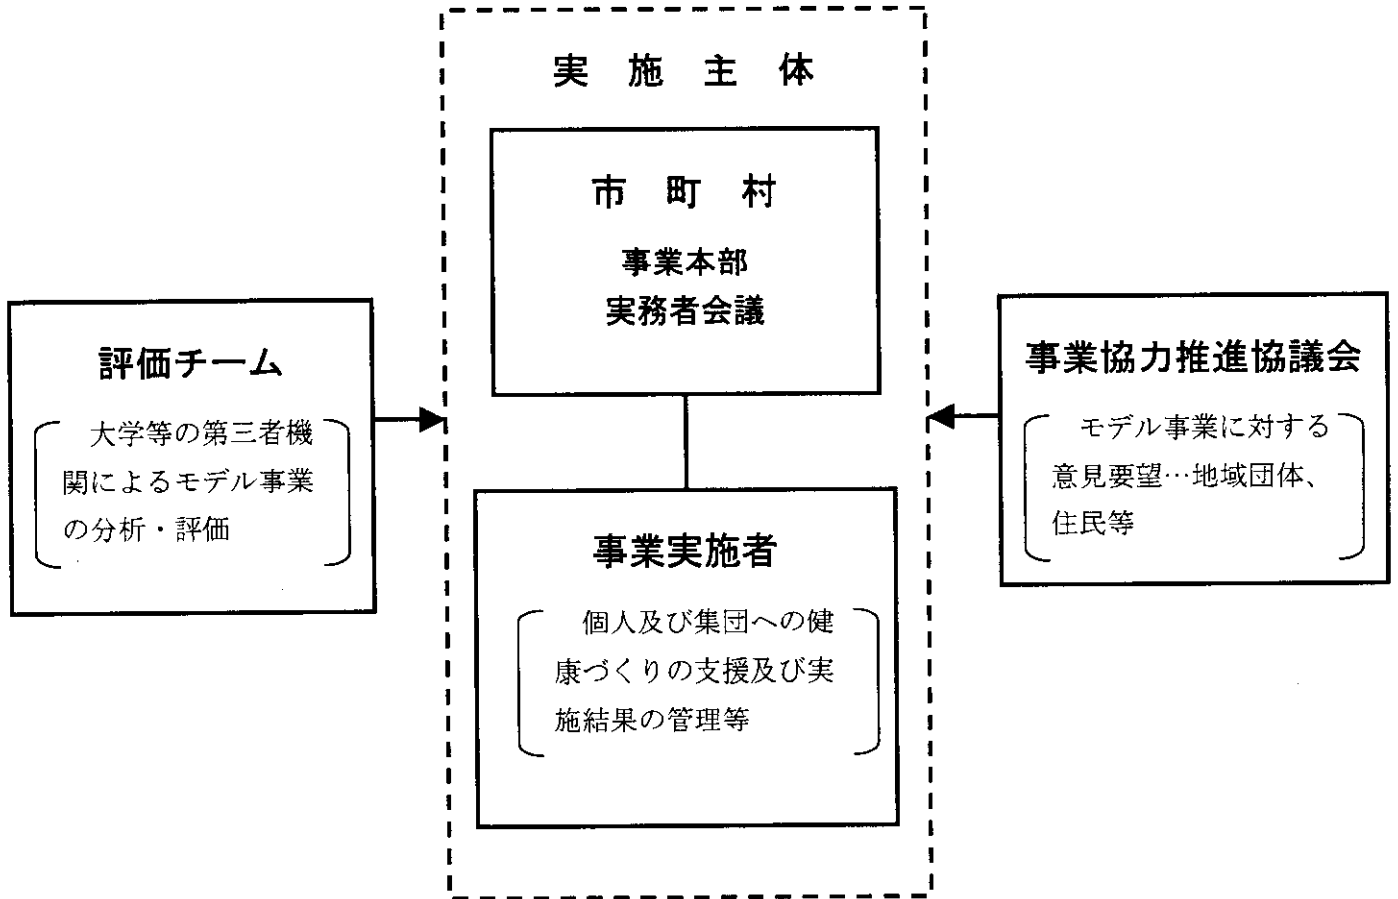 実施主体
市町村
事業本部
実務者会議
評価チーム
大学等の第三者機
関によるモデル事業
の分析・評価
事業協力推進協議会
モデル事業に対する
意見要望…地域団体、
住民等
事業実施者
個人及び集団への健
康づくりの支援及び実
施結果の管理等